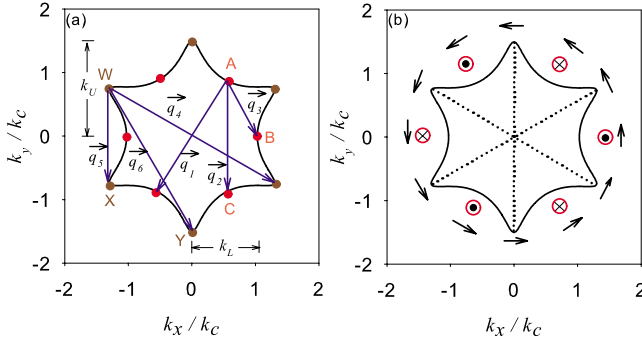 (a)
2
1
0
-1
-2
k_y / k_c
-2 -1 0 1 2
k_x / k_c
W
A
B
X
C
Y
k_U
k_L
q_1
q_2
q_3
q_4
q_5
q_6
(b)
2
1
0
-1
-2
k_y / k_c
-2 -1 0 1 2
k_x / k_c